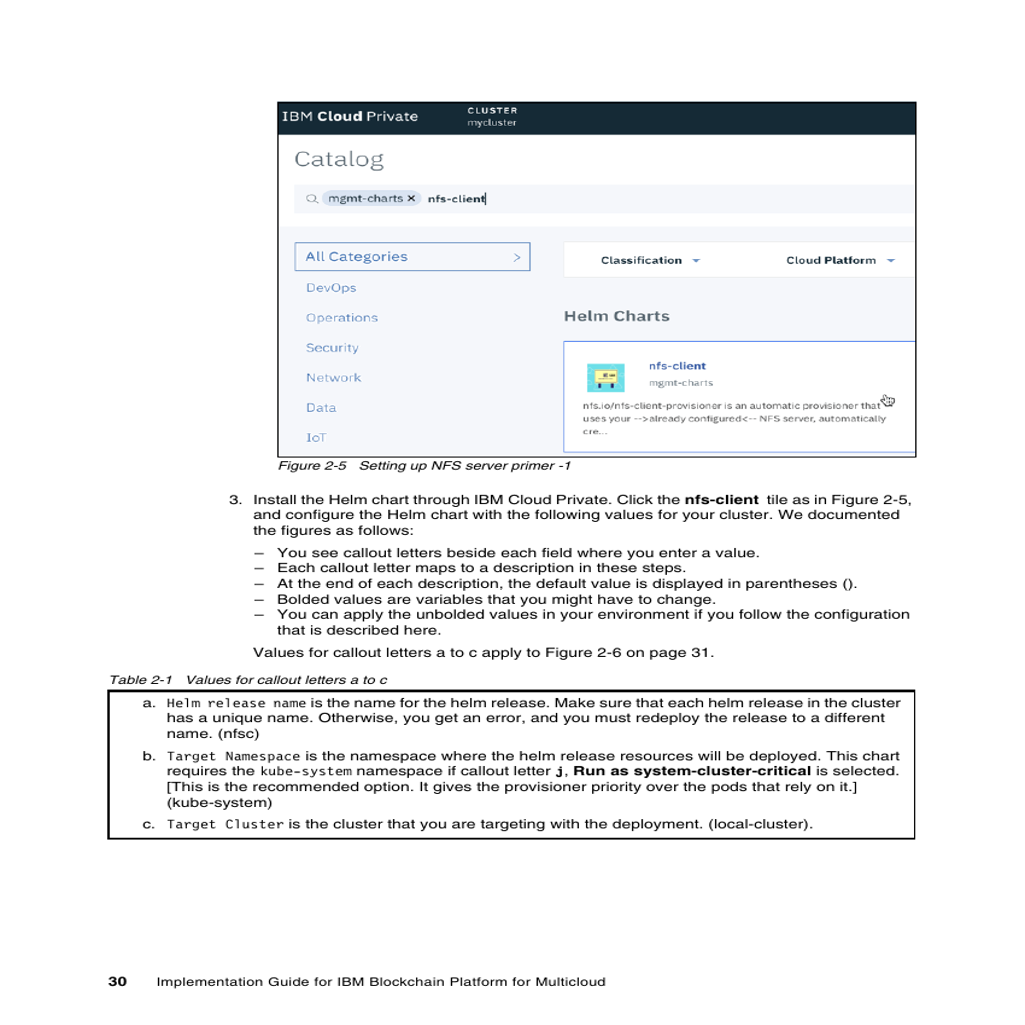 IBM Cloud Private
CLUSTER
mycluster
Catalog
mgmt-charts × nfs-client
All Categories >
DevOps
Operations
Security
Network
Data
IoT
Classification
Cloud Platform
Helm Charts
nfs-client
mgmt-charts
nfs.io/nfs-client-provisioner is an automatic provisioner that
uses your -->already configured<-- NFS server, automatically
cre...
Figure 2-5 Setting up NFS server primer -1
3. Install the Helm chart through IBM Cloud Private. Click the nfs-client tile as in Figure 2-5,
and configure the Helm chart with the following values for your cluster. We documented
the figures as follows:
– You see callout letters beside each field where you enter a value.
– Each callout letter maps to a description in these steps.
– At the end of each description, the default value is displayed in parentheses ().
– Bolded values are variables that you might have to change.
– You can apply the unbolded values in your environment if you follow the configuration
that is described here.
Values for callout letters a to c apply to Figure 2-6 on page 31.
Table 2-1 Values for callout letters a to c
a. Helm release name is the name for the helm release. Make sure that each helm release in the cluster
has a unique name. Otherwise, you get an error, and you must redeploy the release to a different
name. (nfsc)
b. Target Namespace is the namespace where the helm release resources will be deployed. This chart
requires the kube-system namespace if callout letter j, Run as system-cluster-critical is selected.
[This is the recommended option. It gives the provisioner priority over the pods that rely on it.]
(kube-system)
c. Target Cluster is the cluster that you are targeting with the deployment. (local-cluster).
30 Implementation Guide for IBM Blockchain Platform for Multicloud